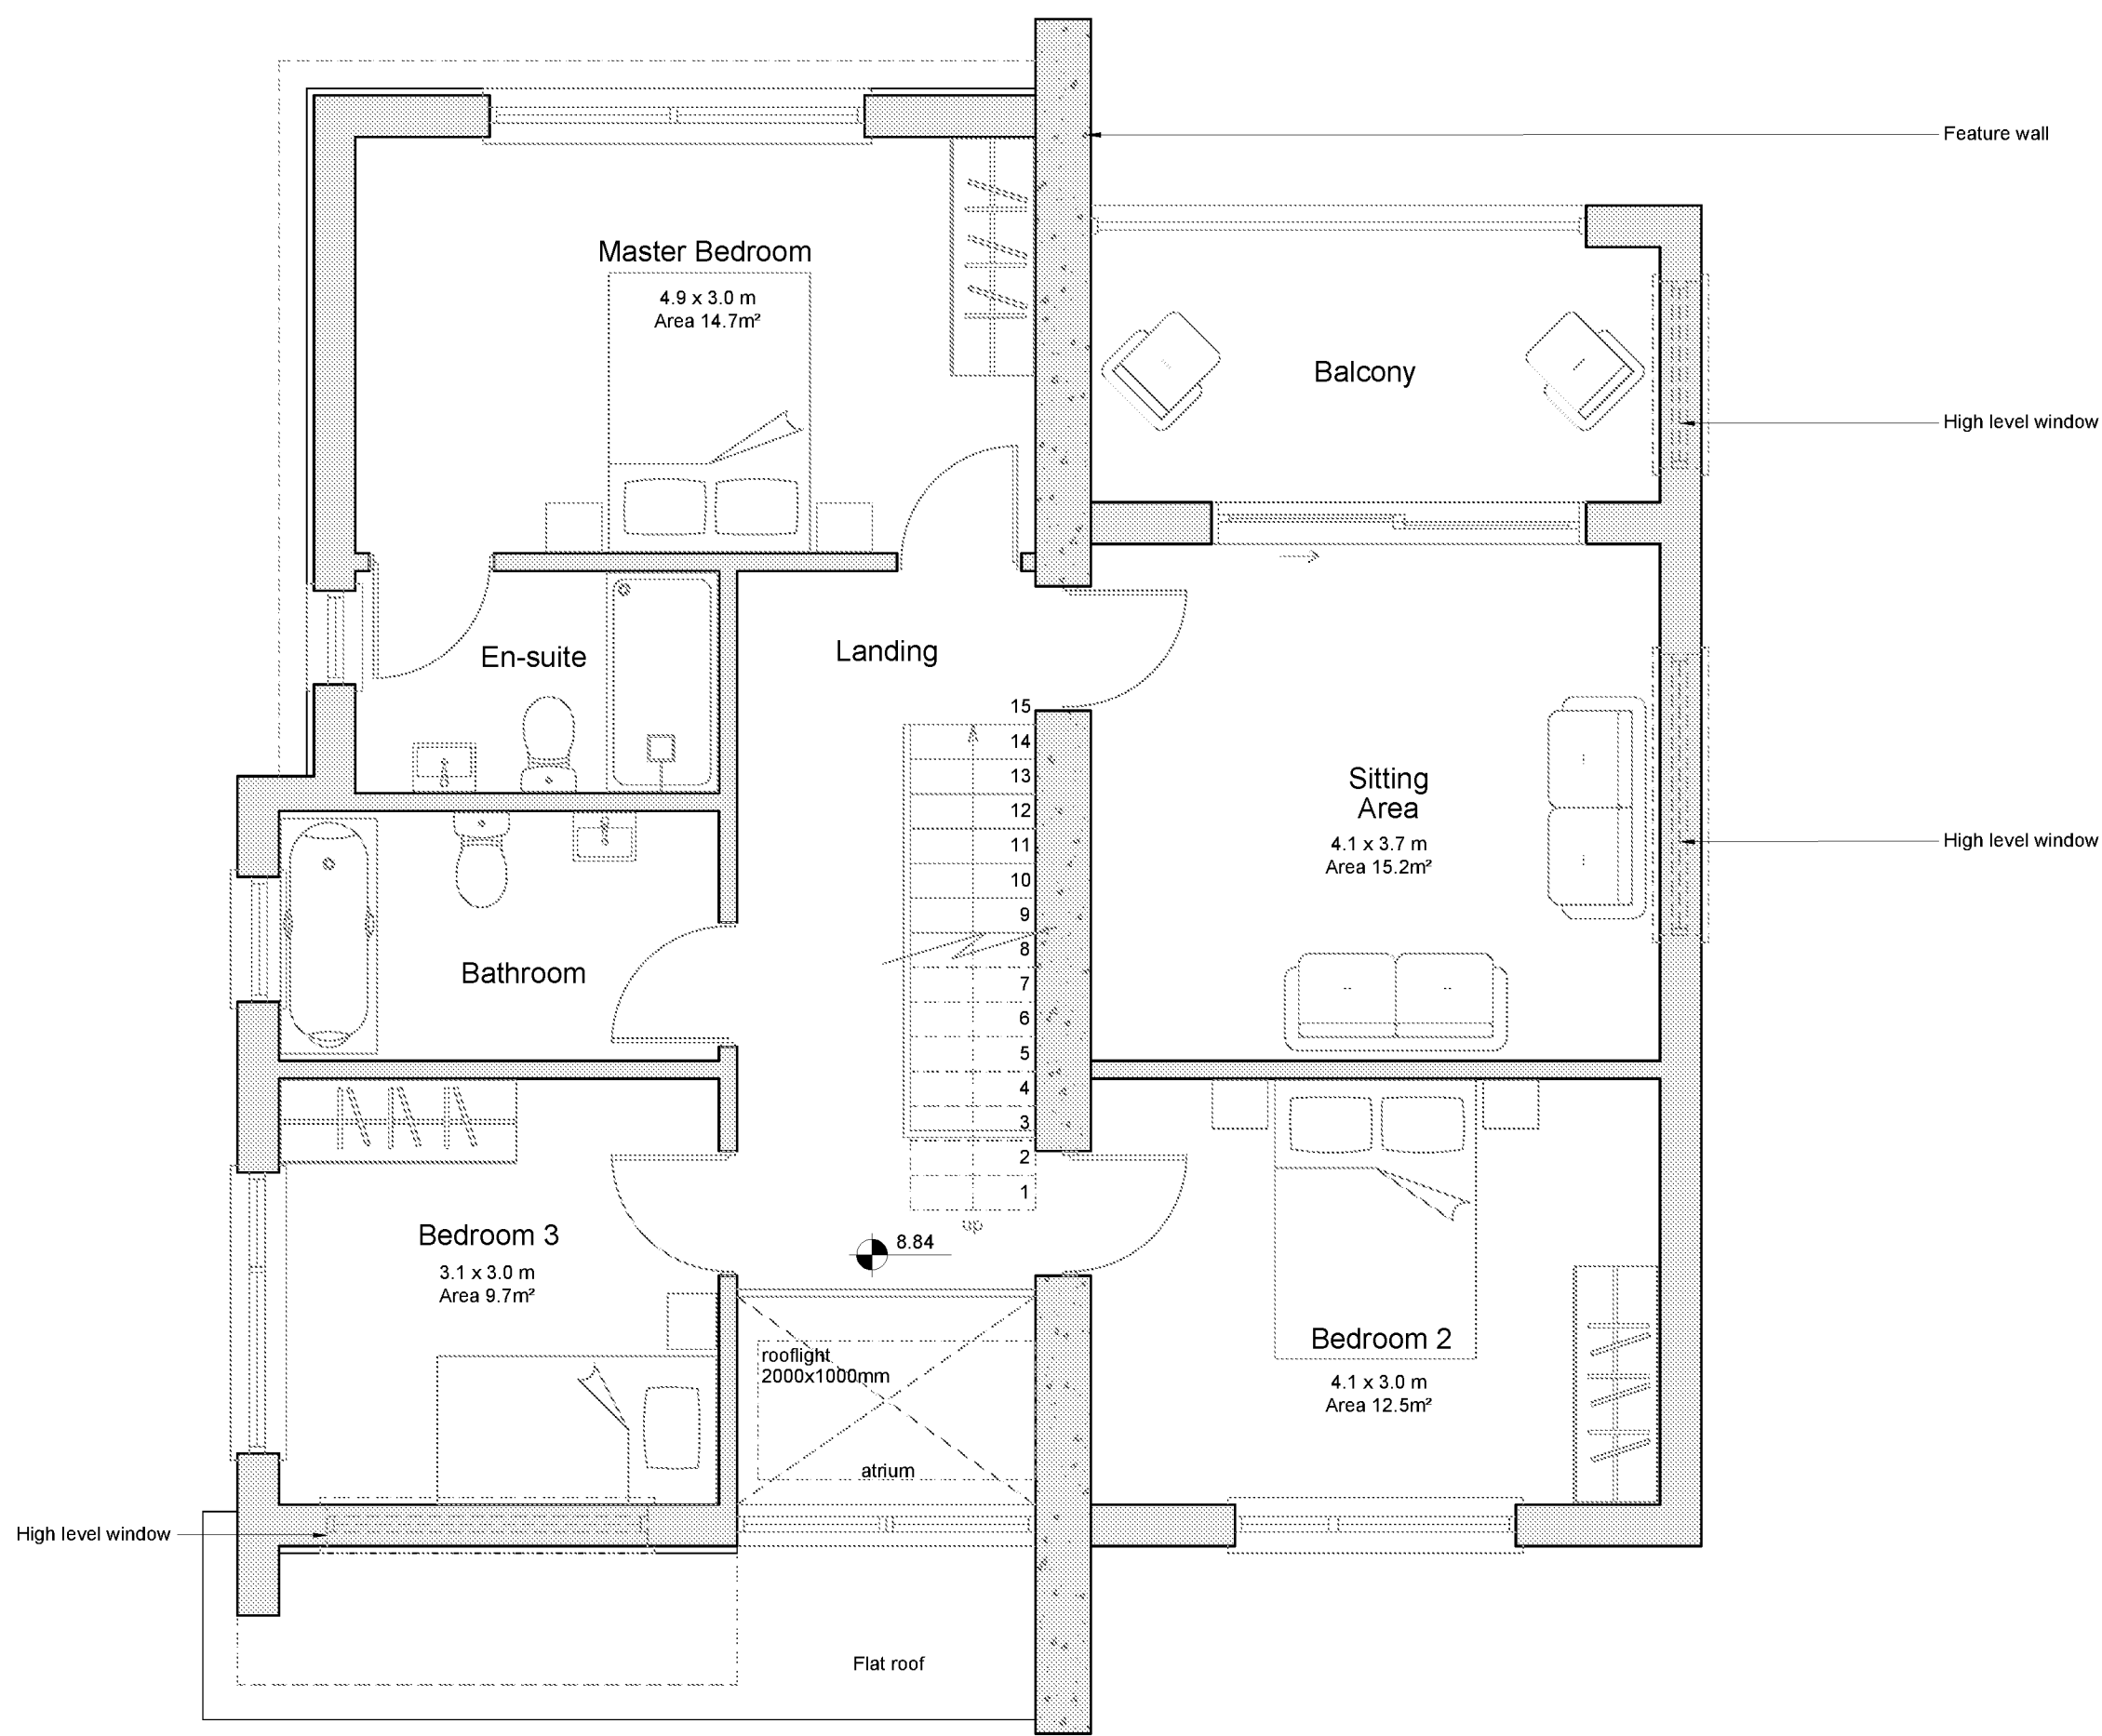 Feature wall
Master Bedroom
4.9 x 3.0 m
Area 14.7m²
Balcony
High level window
En-suite
Landing
15
14
13
12
11
10
9
8
7
6
5
4
3
2
1
up
Sitting
Area
4.1 x 3.7 m
Area 15.2m²
High level window
Bathroom
Bedroom 3
3.1 x 3.0 m
Area 9.7m²
8.84
rooflight
2000x1000mm
atrium
Bedroom 2
4.1 x 3.0 m
Area 12.5m²
High level window
Flat roof